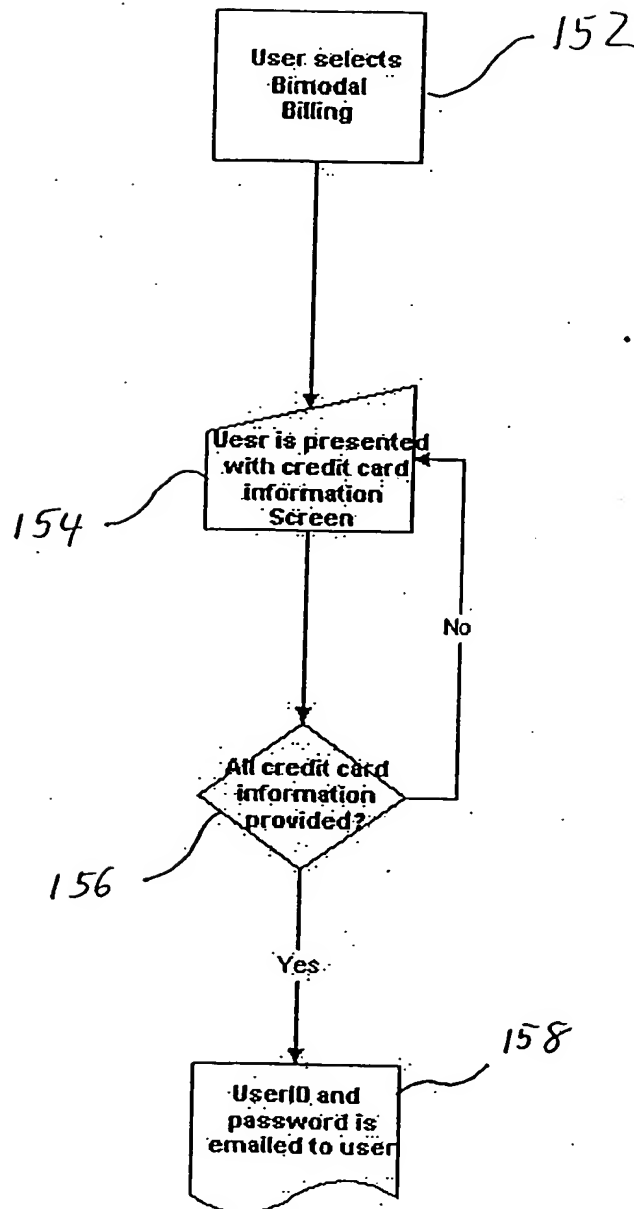 User selects
Bimodal
Billing
152
Uesr is presented
with credit card
information
Screen
154
No
All credit card
information
provided?
156
Yes
158
UserID and
password is
emailed to user